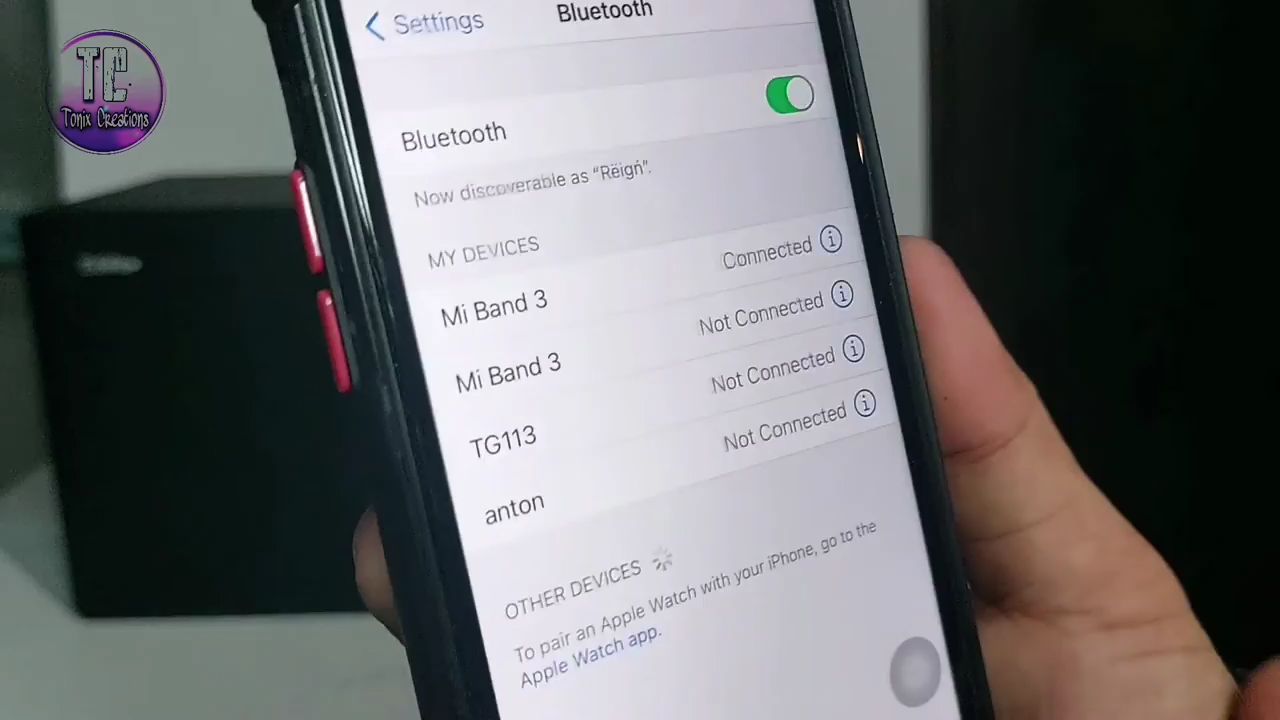 TC
Tonix Creations
Settings
Bluetooth
Bluetooth
Now discoverable as “Rëigń”.
MY DEVICES
Mi Band 3 Connected
Mi Band 3 Not Connected
TG113 Not Connected
anton Not Connected
OTHER DEVICES
To pair an Apple Watch with your iPhone, go to the
Apple Watch app.